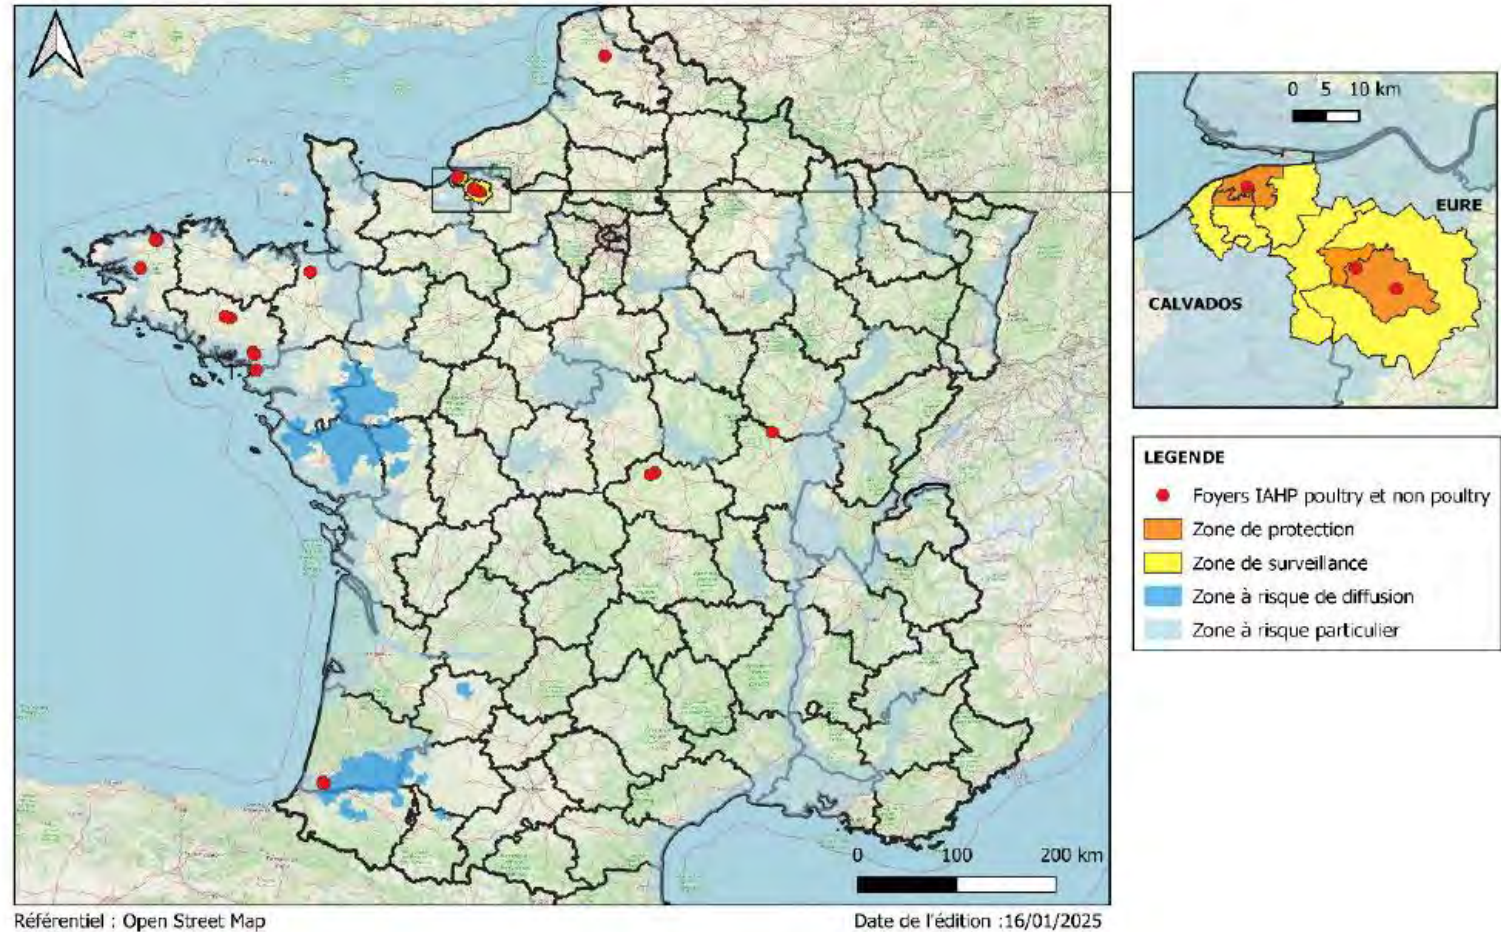 0 5 10 km
EURE
CALVADOS
LEGENDE
Foyers IAHP poultry et non poultry
Zone de protection
Zone de surveillance
Zone à risque de diffusion
Zone à risque particulier
0 100 200 km
Référentiel : Open Street Map
Date de l'édition :16/01/2025